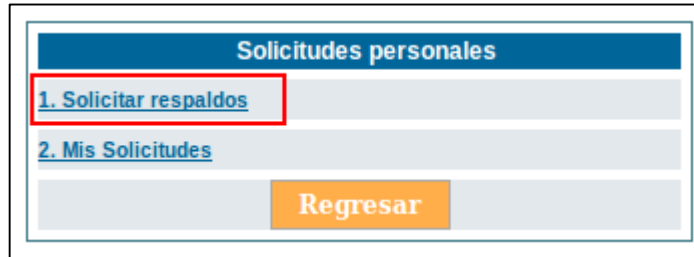 Solicitudes personales
1. Solicitar respaldos
2. Mis Solicitudes
Regresar